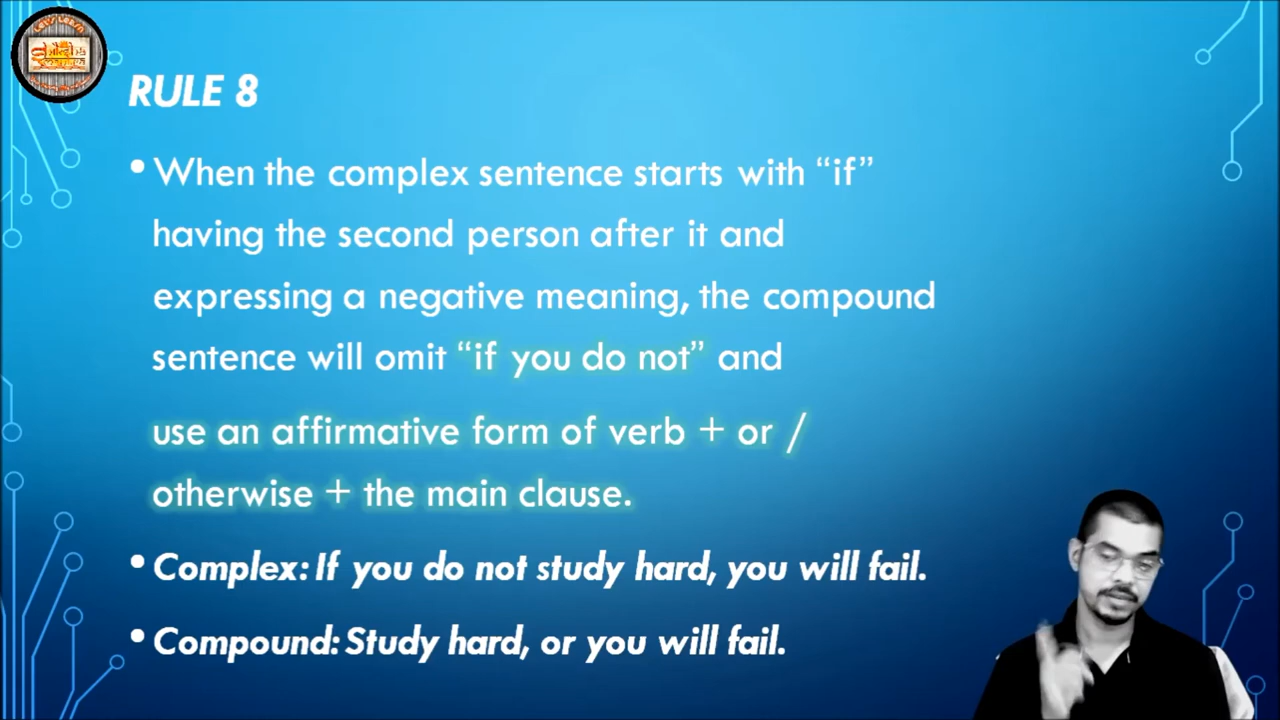 RULE 8
• When the complex sentence starts with “if”
having the second person after it and
expressing a negative meaning, the compound
sentence will omit “if you do not” and
use an affirmative form of verb + or /
otherwise + the main clause.
• Complex: If you do not study hard, you will fail.
• Compound: Study hard, or you will fail.